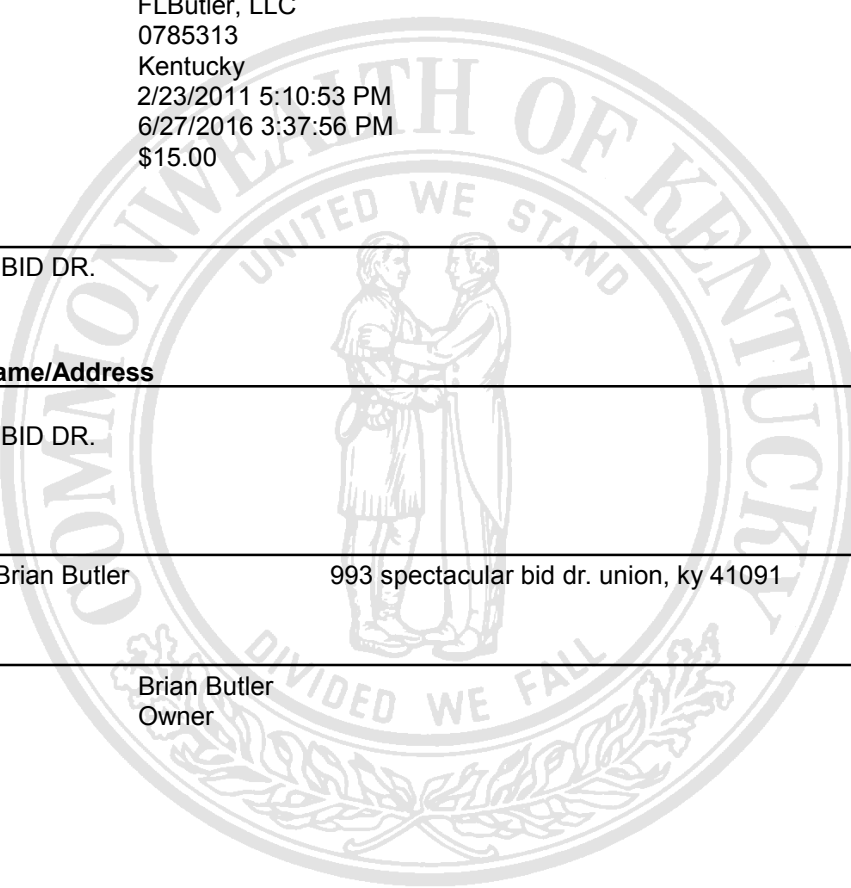 FLButler, LLC
0785313
Kentucky
2/23/2011 5:10:53 PM
6/27/2016 3:37:56 PM
$15.00
BID DR.
ame/Address
BID DR.
Brian Butler 993 spectacular bid dr. union, ky 41091
Brian Butler
Owner
COMMONWEALTH OF KENTUCKY
UNITED WE STAND
DIVIDED WE FALL